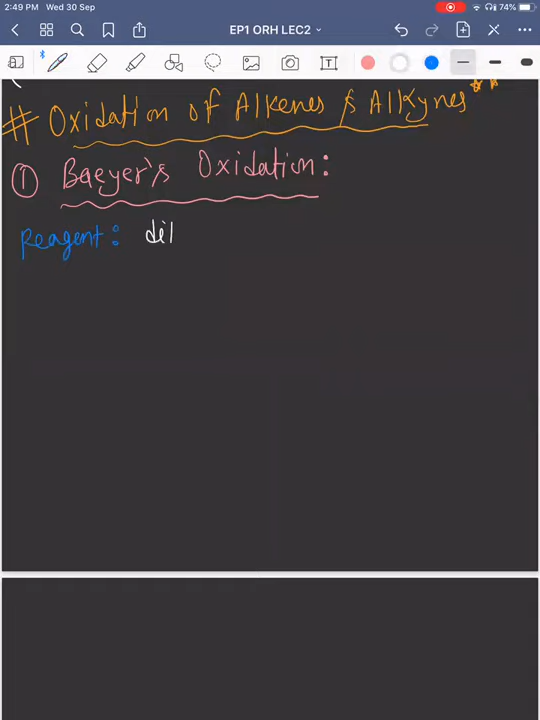 2:49 PM Wed 30 Sep
74%
EP1 ORH LEC2
# Oxidation of Alkenes & Alkynes**
① Baeyer's Oxidation:
Reagent: dil